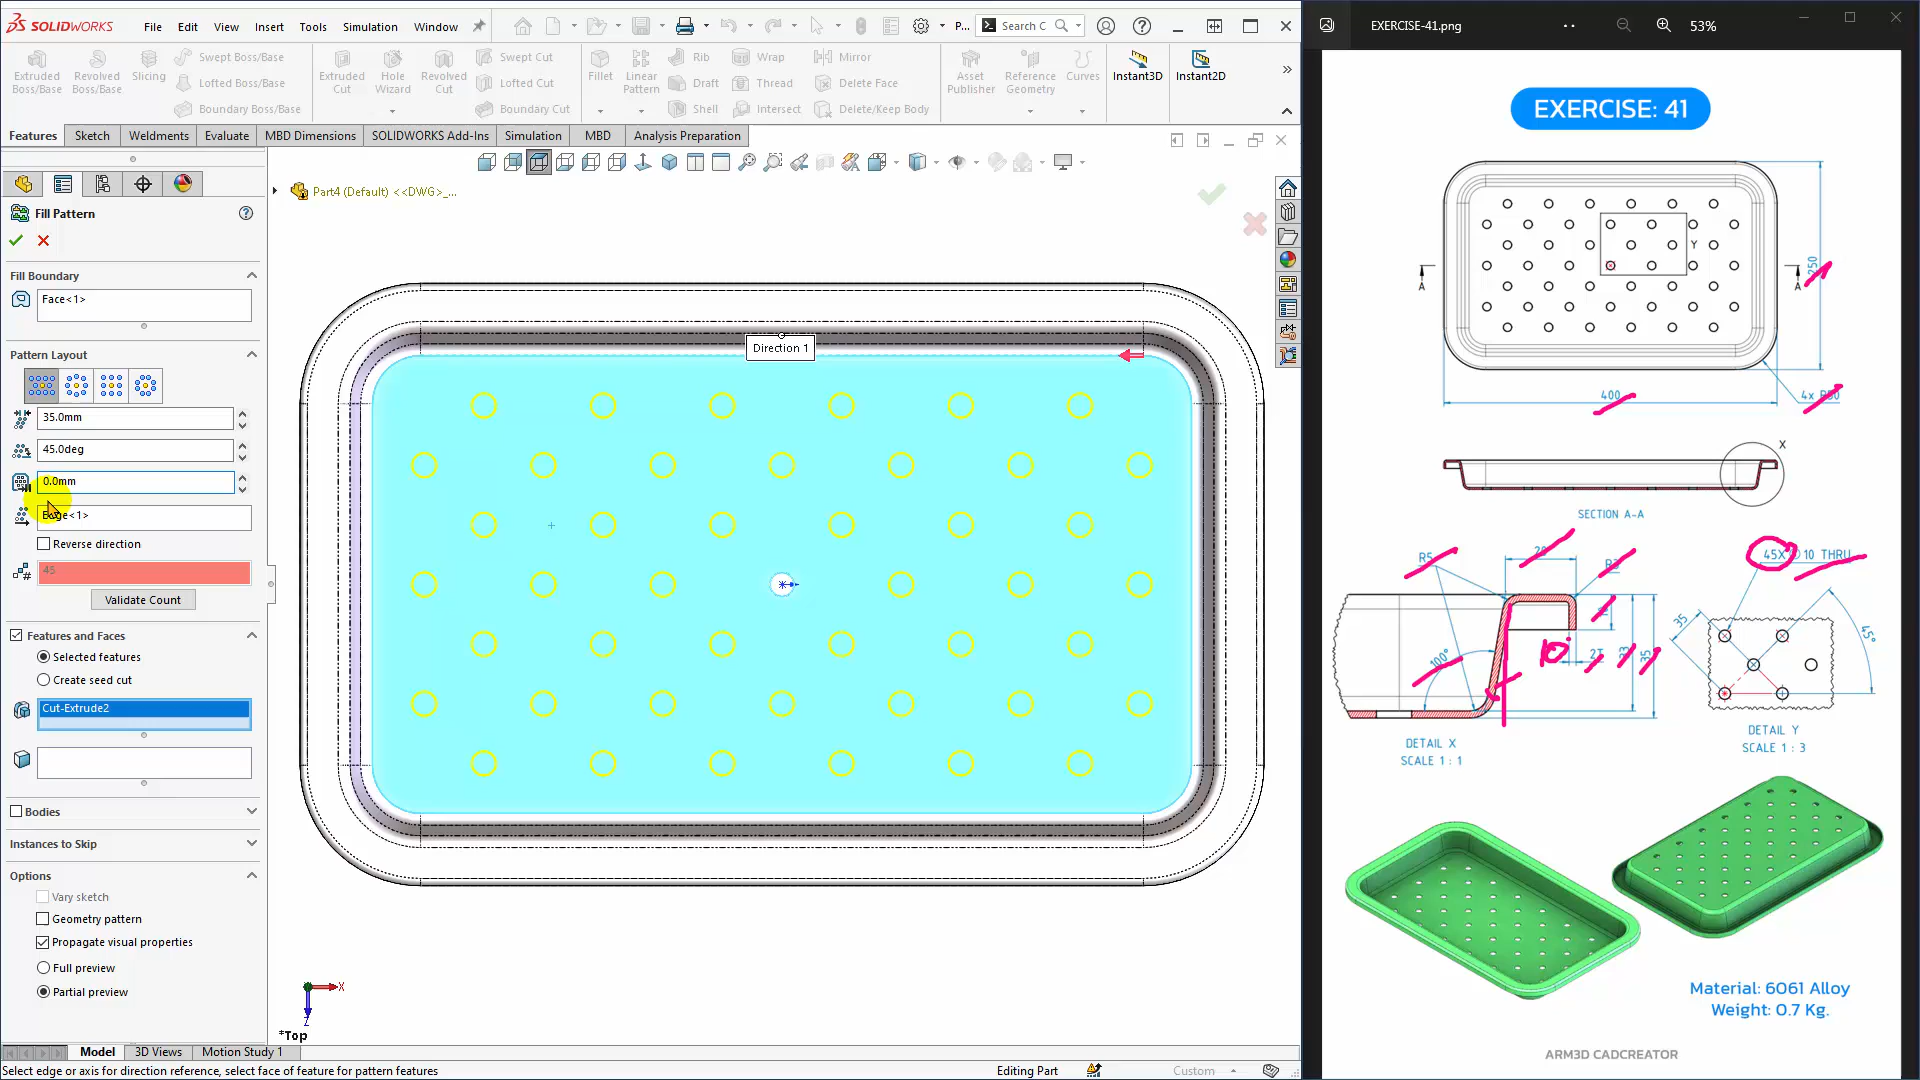 SOLIDWORKS File Edit View Insert Tools Simulation Window P... Search C
Extruded Boss/Base
Revolved Boss/Base
Slicing
Swept Boss/Base
Lofted Boss/Base
Boundary Boss/Base
Extruded Cut
Hole Wizard
Revolved Cut
Swept Cut
Lofted Cut
Boundary Cut
Fillet
Linear Pattern
Rib
Draft
Shell
Wrap
Thread
Intersect
Mirror
Delete Face
Delete/Keep Body
Asset Publisher
Reference Geometry
Curves
Instant3D
Instant2D
Features Sketch Weldments Evaluate MBD Dimensions SOLIDWORKS Add-Ins Simulation MBD Analysis Preparation
Part4 (Default) <<DWG>_...
Fill Pattern
Fill Boundary
Face<1>
Pattern Layout
35.0mm
45.0deg
0.0mm
Edge<1>
Reverse direction
45
Validate Count
Features and Faces
Selected features
Create seed cut
Cut-Extrude2
Bodies
Instances to Skip
Options
Vary sketch
Geometry pattern
Propagate visual properties
Full preview
Partial preview
Direction 1
X
Z
*Top
Model 3D Views Motion Study 1
Select edge or axis for direction reference, select face of feature for pattern features
Editing Part
Custom
EXERCISE-41.png
53%
EXERCISE: 41
Y
A
A
250
400
4x R50
X
SECTION A-A
R5
100°
10
35
DETAIL X
SCALE 1 : 1
10 THRU
45X
35
45°
DETAIL Y
SCALE 1 : 3
Material: 6061 Alloy
Weight: 0.7 Kg.
ARM3D CADCREATOR